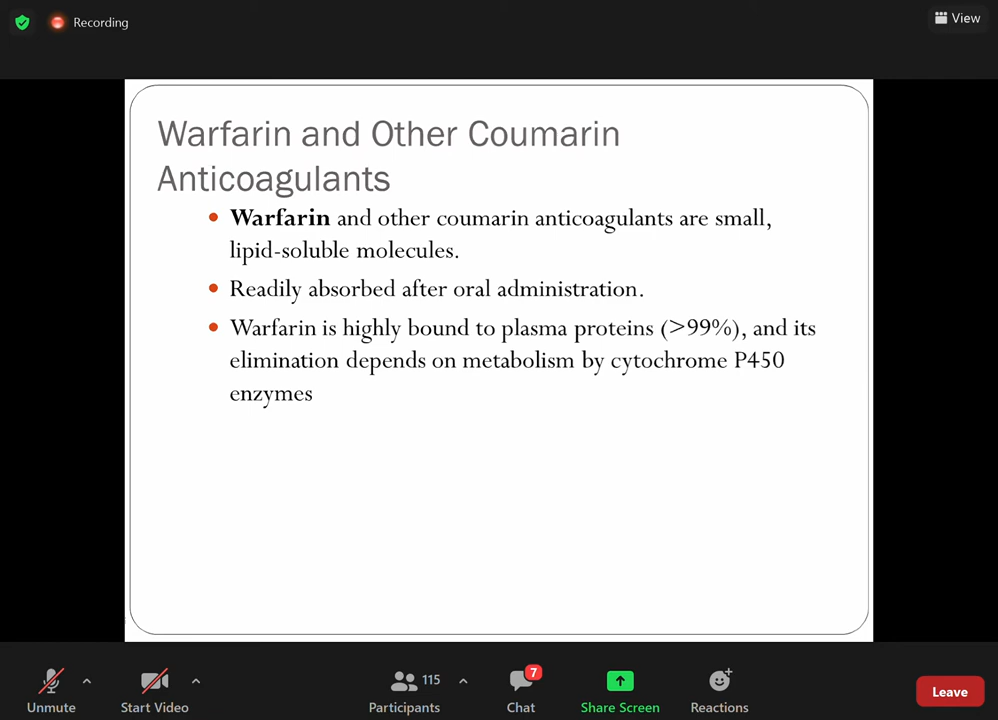 Recording
View
Warfarin and Other Coumarin
Anticoagulants
Warfarin and other coumarin anticoagulants are small,
lipid-soluble molecules.
Readily absorbed after oral administration.
Warfarin is highly bound to plasma proteins (>99%), and its
elimination depends on metabolism by cytochrome P450
enzymes
115
7
Unmute
Start Video
Participants
Chat
Share Screen
Reactions
Leave